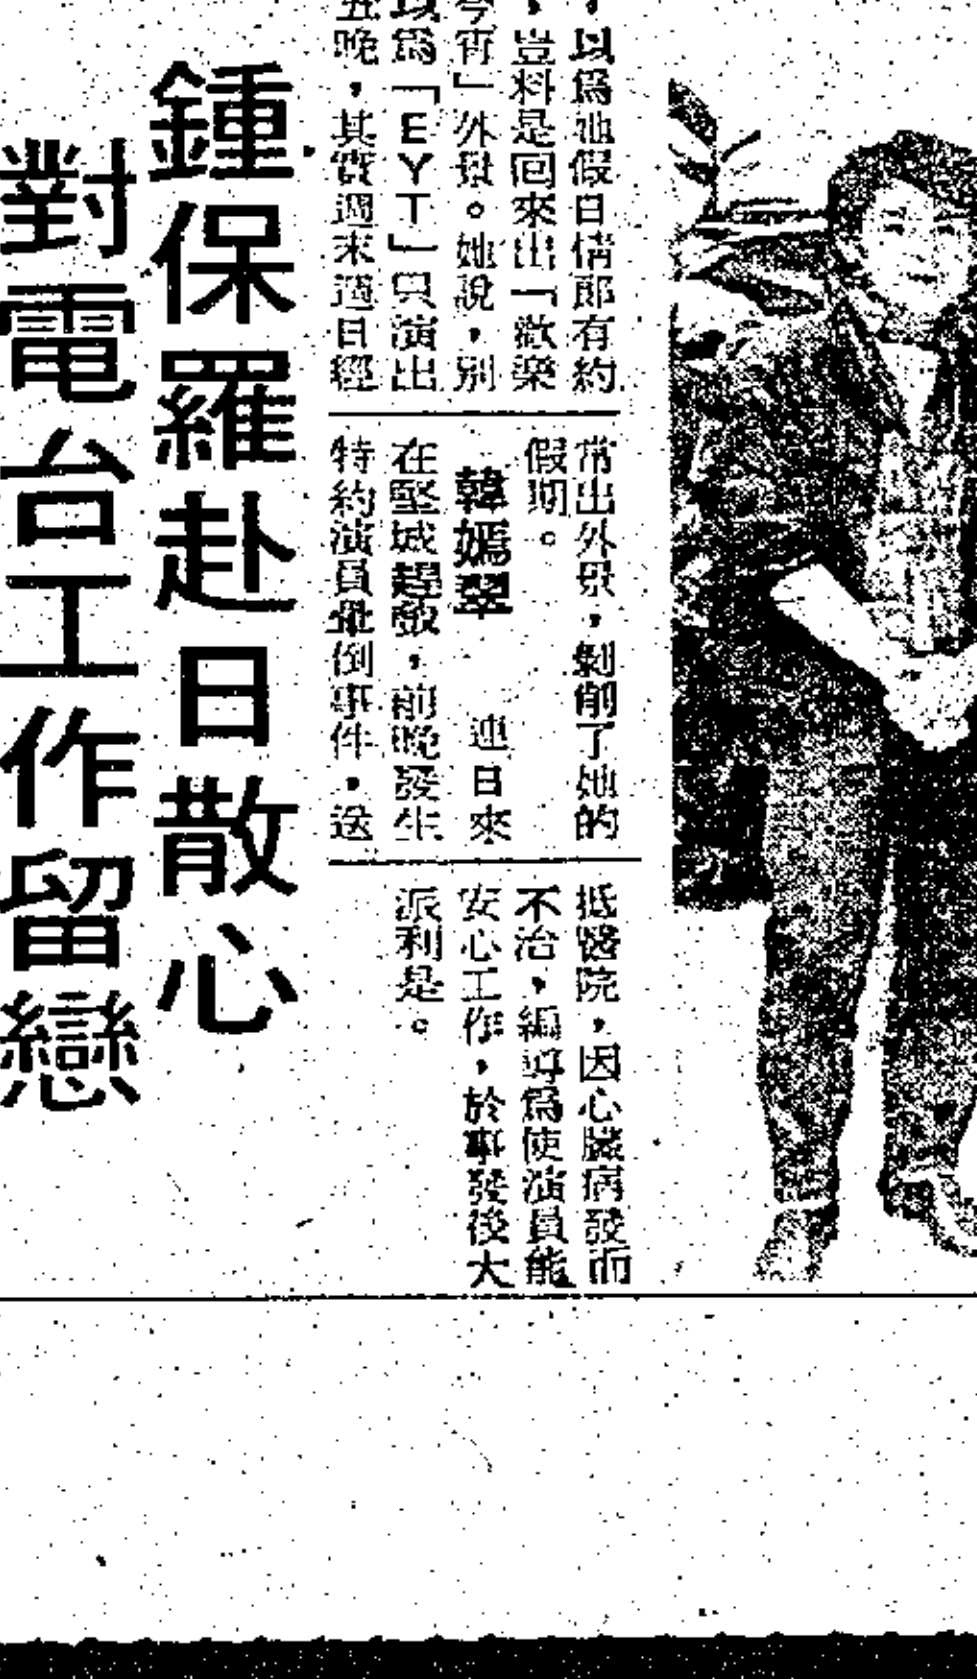 ，以為她假日情郎有約
，豈料是回來出「歡樂
今宵」外景。她說，別
以為「ＥＹＴ」只演出
五晚，其實週末週日經
常出外景，剝削了她的
假期。
韓嫣翠　連日來
在堅城趕戲，前晚發生
特約演員暈倒事件，送
抵醫院，因心臟病發而
不治，編導為使演員能
安心工作，於事發後大
派利是。
鍾保羅赴日散心
對電台工作留戀